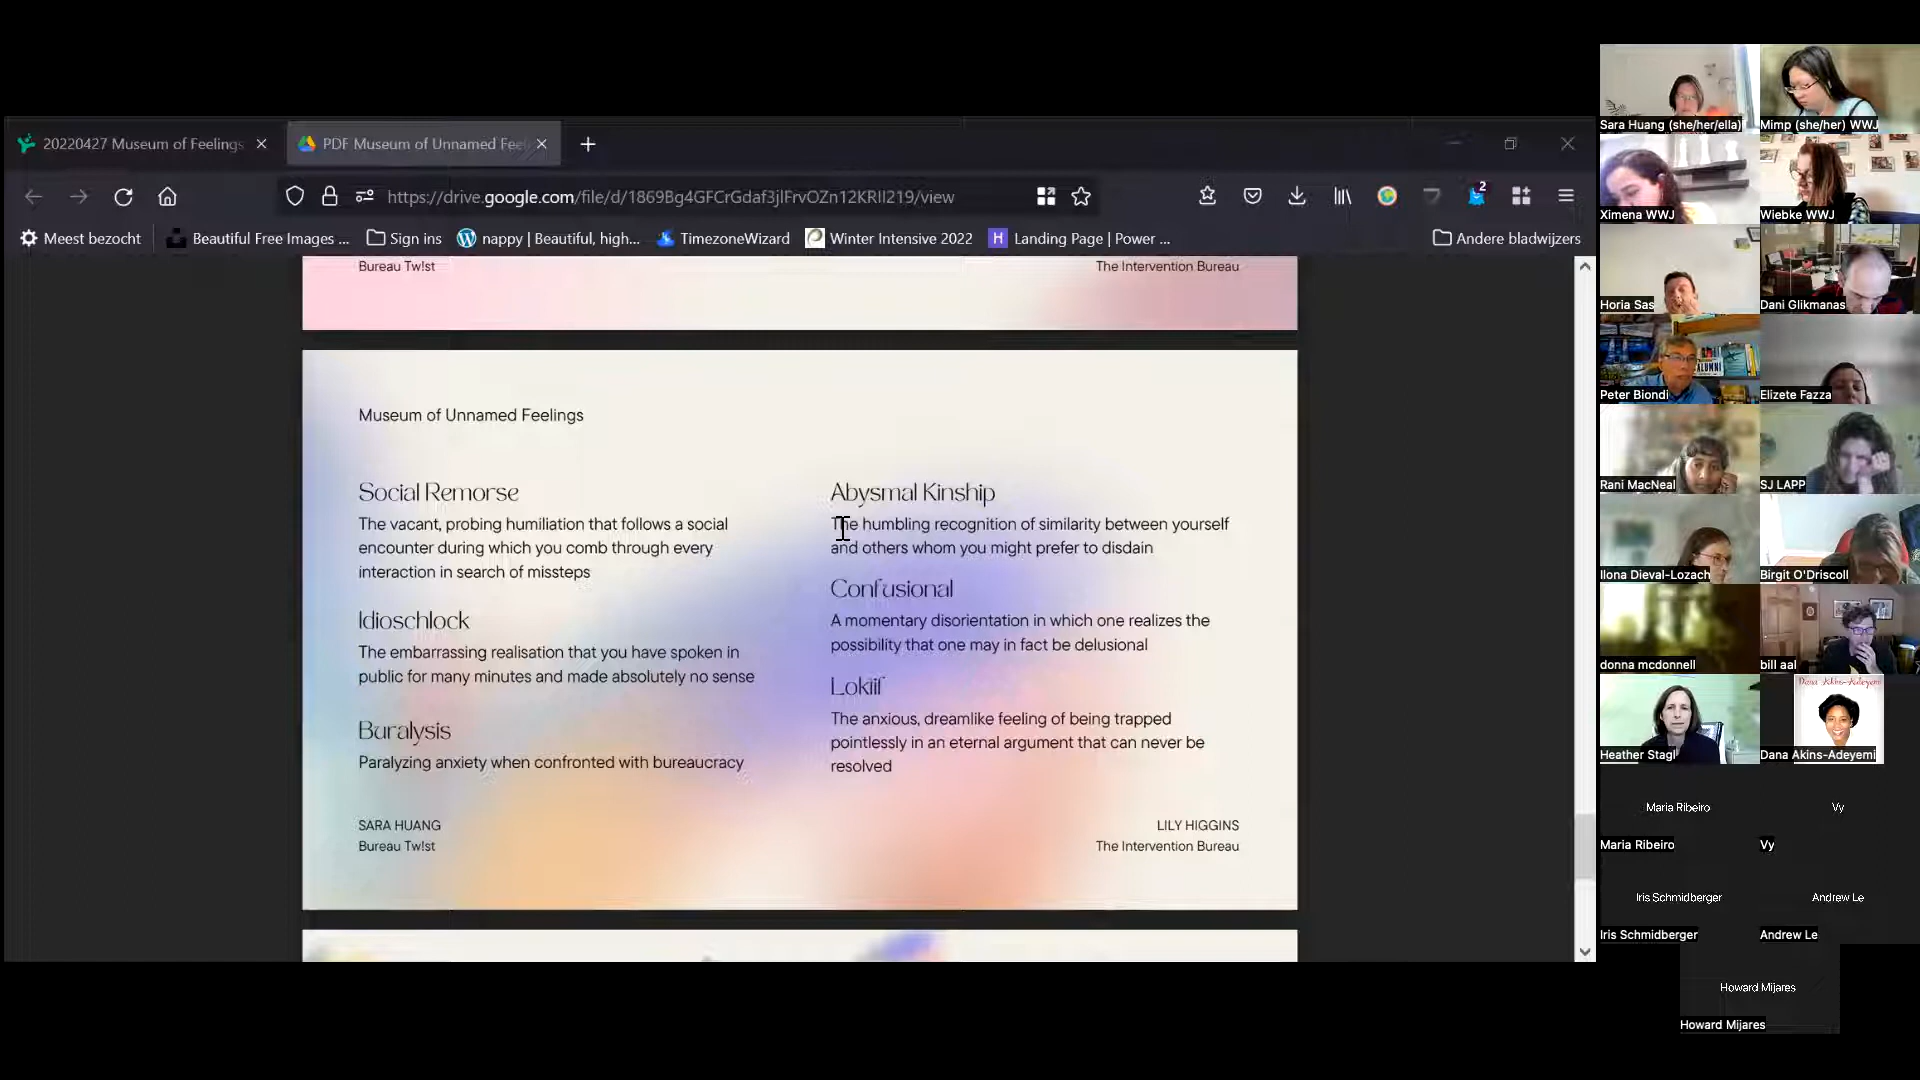 20220427 Museum of Feelings
PDF Museum of Unnamed Fee
https://drive.google.com/file/d/1869Bg4GFCrGdaf3jlFrvOZn12KRII219/view
2
Meest bezocht
Beautiful Free Images ...
Sign ins
nappy | Beautiful, high...
TimezoneWizard
Winter Intensive 2022
H
Landing Page | Power ...
Andere bladwijzers
Bureau Tw!st
The Intervention Bureau
Museum of Unnamed Feelings
Social Remorse
The vacant, probing humiliation that follows a social
encounter during which you comb through every
interaction in search of missteps
Idioschlock
The embarrassing realisation that you have spoken in
public for many minutes and made absolutely no sense
Buralysis
Paralyzing anxiety when confronted with bureaucracy
SARA HUANG
Bureau Tw!st
Abysmal Kinship
The humbling recognition of similarity between yourself
and others whom you might prefer to disdain
Confusional
A momentary disorientation in which one realizes the
possibility that one may in fact be delusional
Lokiif
The anxious, dreamlike feeling of being trapped
pointlessly in an eternal argument that can never be
resolved
LILY HIGGINS
The Intervention Bureau
Sara Huang (she/her/ella)
Mimp (she/her) WWJ
Ximena WWJ
Wiebke WWJ
Horia Sas
Dani Glikmanas
ALUMNI
Peter Biondi
Elizete Fazza
Rani MacNeal
SJ LAPP
Ilona Dieval-Lozach
Birgit O'Driscoll
donna mcdonnell
bill aal
Heather Stagl
Dana Akins-Adeyemi
Dana Akins-Adeyemi
Maria Ribeiro
Vy
Maria Ribeiro
Vy
Iris Schmidberger
Andrew Le
Iris Schmidberger
Andrew Le
Howard Mijares
Howard Mijares